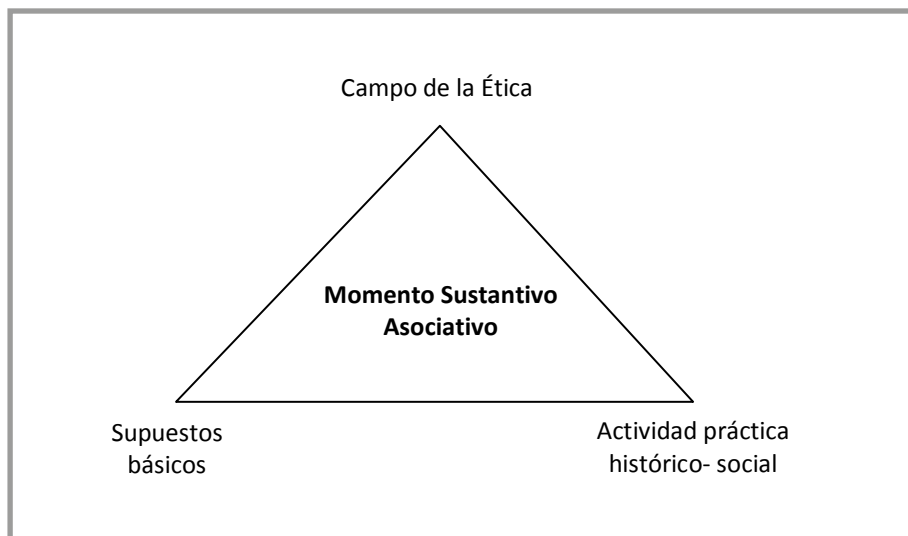 Campo de la Ética
Momento Sustantivo
Asociativo
Supuestos
básicos
Actividad práctica
histórico- social